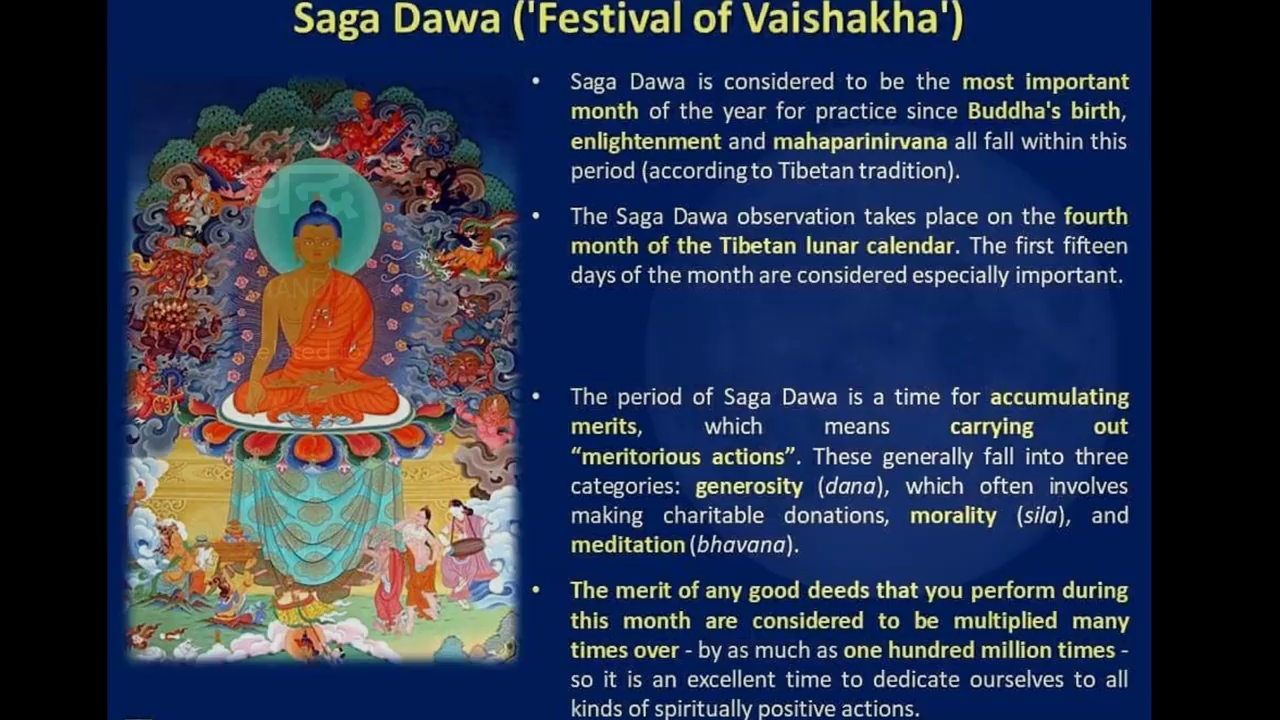 Saga Dawa ('Festival of Vaishakha')
• Saga Dawa is considered to be the most important
month of the year for practice since Buddha's birth,
enlightenment and mahaparinirvana all fall within this
period (according to Tibetan tradition).
• The Saga Dawa observation takes place on the fourth
month of the Tibetan lunar calendar. The first fifteen
days of the month are considered especially important.
• The period of Saga Dawa is a time for accumulating
merits, which means carrying out
“meritorious actions”. These generally fall into three
categories: generosity (dana), which often involves
making charitable donations, morality (sila), and
meditation (bhavana).
• The merit of any good deeds that you perform during
this month are considered to be multiplied many
times over - by as much as one hundred million times -
so it is an excellent time to dedicate ourselves to all
kinds of spiritually positive actions.
चन्द्र